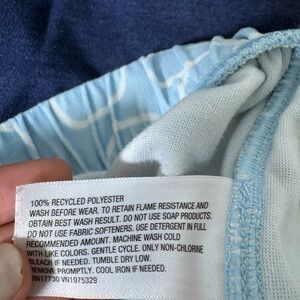 100% RECYCLED POLYESTER
WASH BEFORE WEAR. TO RETAIN FLAME RESISTANCE AND
OBTAIN BEST WASH RESULT. DO NOT USE SOAP PRODUCTS.
DO NOT USE FABRIC SOFTENERS. USE DETERGENT IN FULL
RECOMMENDED AMOUNT. MACHINE WASH COLD
WITH LIKE COLORS. GENTLE CYCLE. ONLY NON-CHLORINE
BLEACH IF NEEDED. TUMBLE DRY LOW.
REMOVE PROMPTLY. COOL IRON IF NEEDED.
RN17730 VN1975329